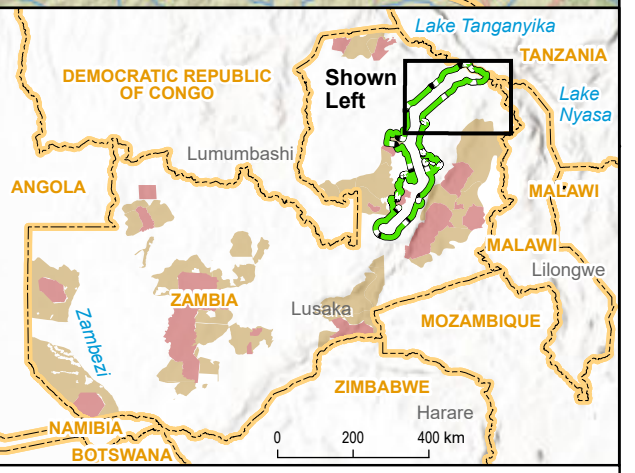 Lake Tanganyika
TANZANIA
DEMOCRATIC REPUBLIC
OF CONGO
Shown
Left
Lake
Nyasa
Lumumbashi
ANGOLA
MALAWI
MALAWI
Lilongwe
ZAMBIA
Lusaka
MOZAMBIQUE
Zambezi
ZIMBABWE
Harare
NAMIBIA
BOTSWANA
0 200 400 km